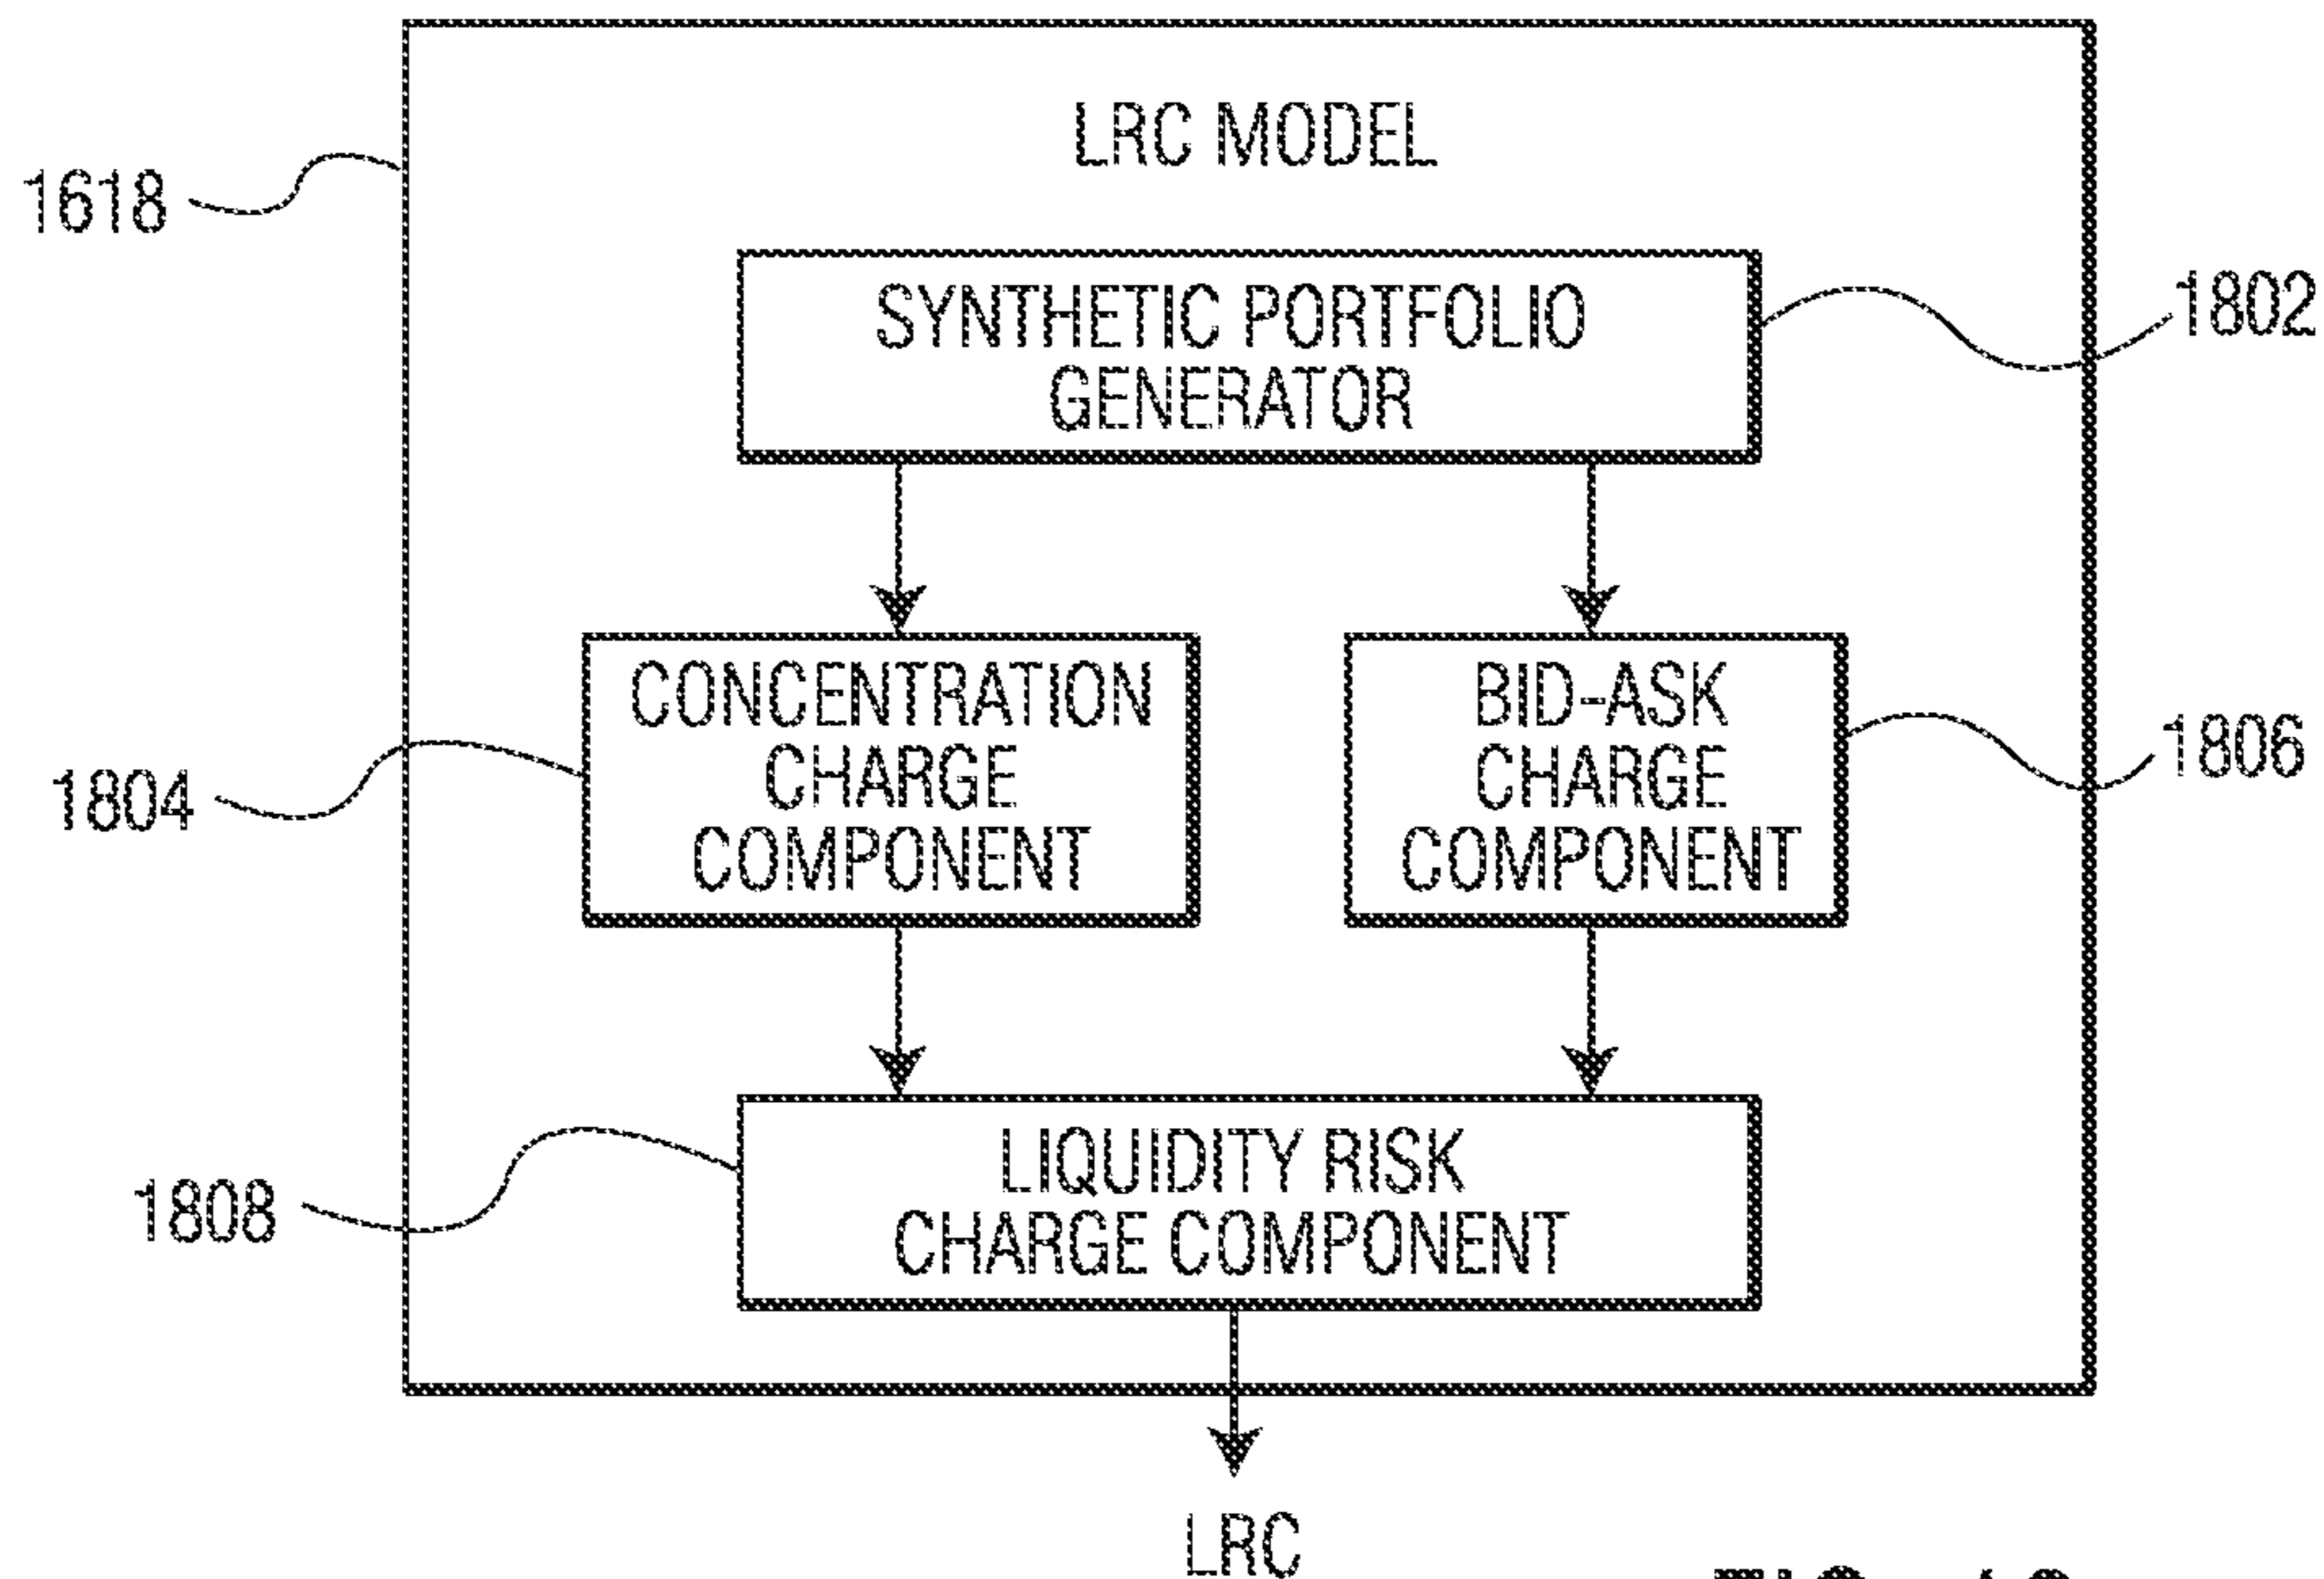 LRC MODEL
1618
SYNTHETIC PORTFOLIO
GENERATOR
1802
CONCENTRATION
CHARGE
COMPONENT
1804
BID-ASK
CHARGE
COMPONENT
1806
LIQUIDITY RISK
CHARGE COMPONENT
1808
LRC